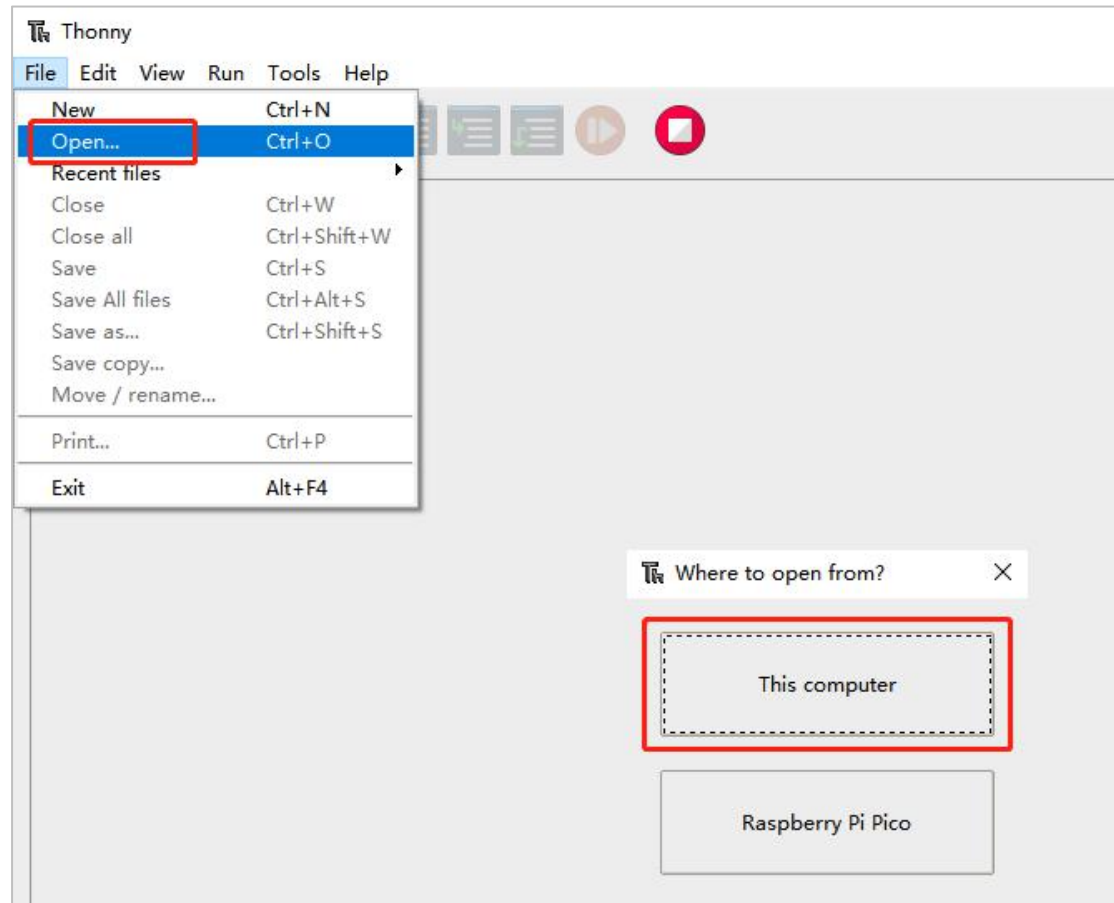 Thonny
File Edit View Run Tools Help
New Ctrl+N
Open... Ctrl+O
Recent files
Close Ctrl+W
Close all Ctrl+Shift+W
Save Ctrl+S
Save All files Ctrl+Alt+S
Save as... Ctrl+Shift+S
Save copy...
Move / rename...
Print... Ctrl+P
Exit Alt+F4
Where to open from?
This computer
Raspberry Pi Pico